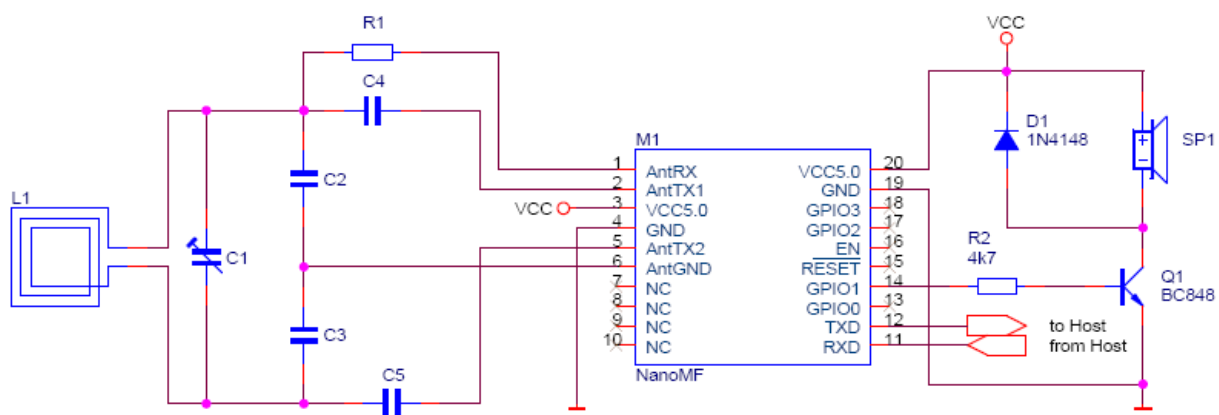 R1
VCC
C4
D1
1N4148
SP1
M1
1 AntRX VCC5.0 20
2 AntTX1 GND 19
VCC 3 VCC5.0 GPIO3 18
4 GND GPIO2 17
5 AntTX2 EN 16
6 AntGND RESET 15
7 NC GPIO1 14
8 NC GPIO0 13
9 NC TXD 12
10 NC RXD 11
NanoMF
C2
L1
C1
C3
C5
R2
4k7
Q1
BC848
to Host
from Host